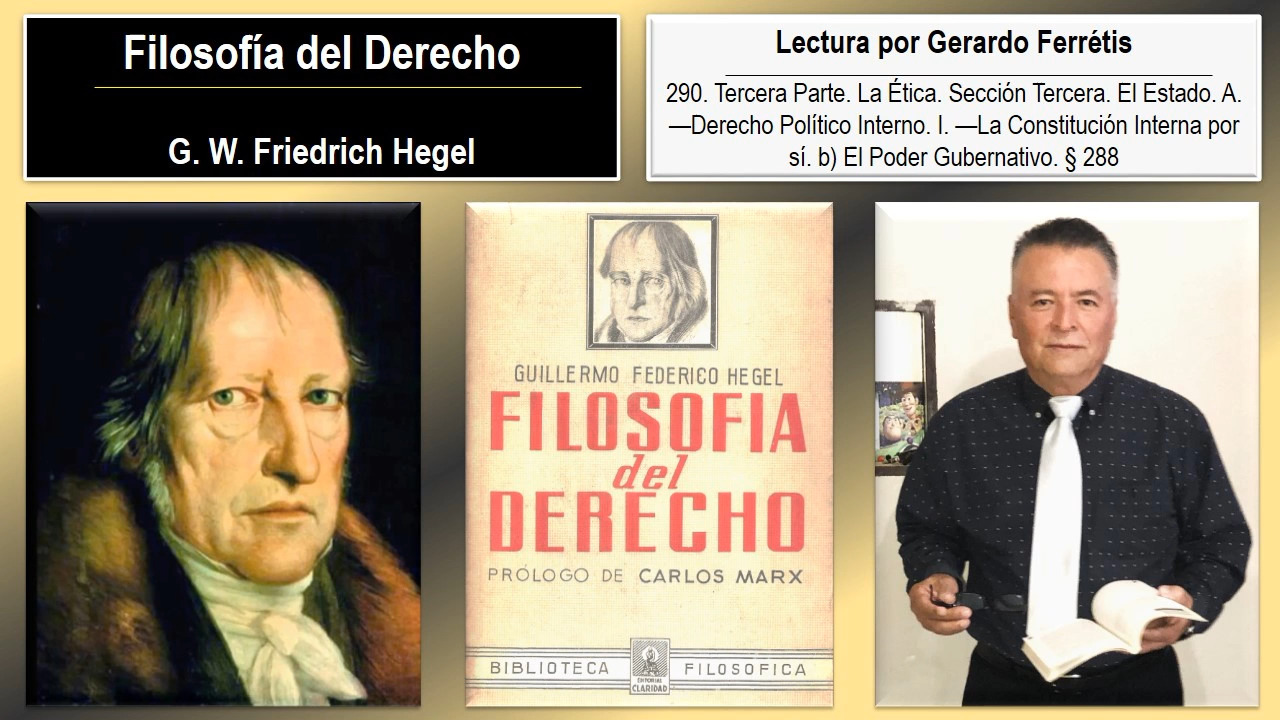 Filosofía del Derecho
G. W. Friedrich Hegel
Lectura por Gerardo Ferrétis
290. Tercera Parte. La Ética. Sección Tercera. El Estado. A.
—Derecho Político Interno. I. —La Constitución Interna por
sí. b) El Poder Gubernativo. § 288
GUILLERMO FEDERICO HEGEL
FILOSOFIA
del
DERECHO
PRÓLOGO DE CARLOS MARX
BIBLIOTECA FILOSOFICA
EDITORIAL
CLARIDAD